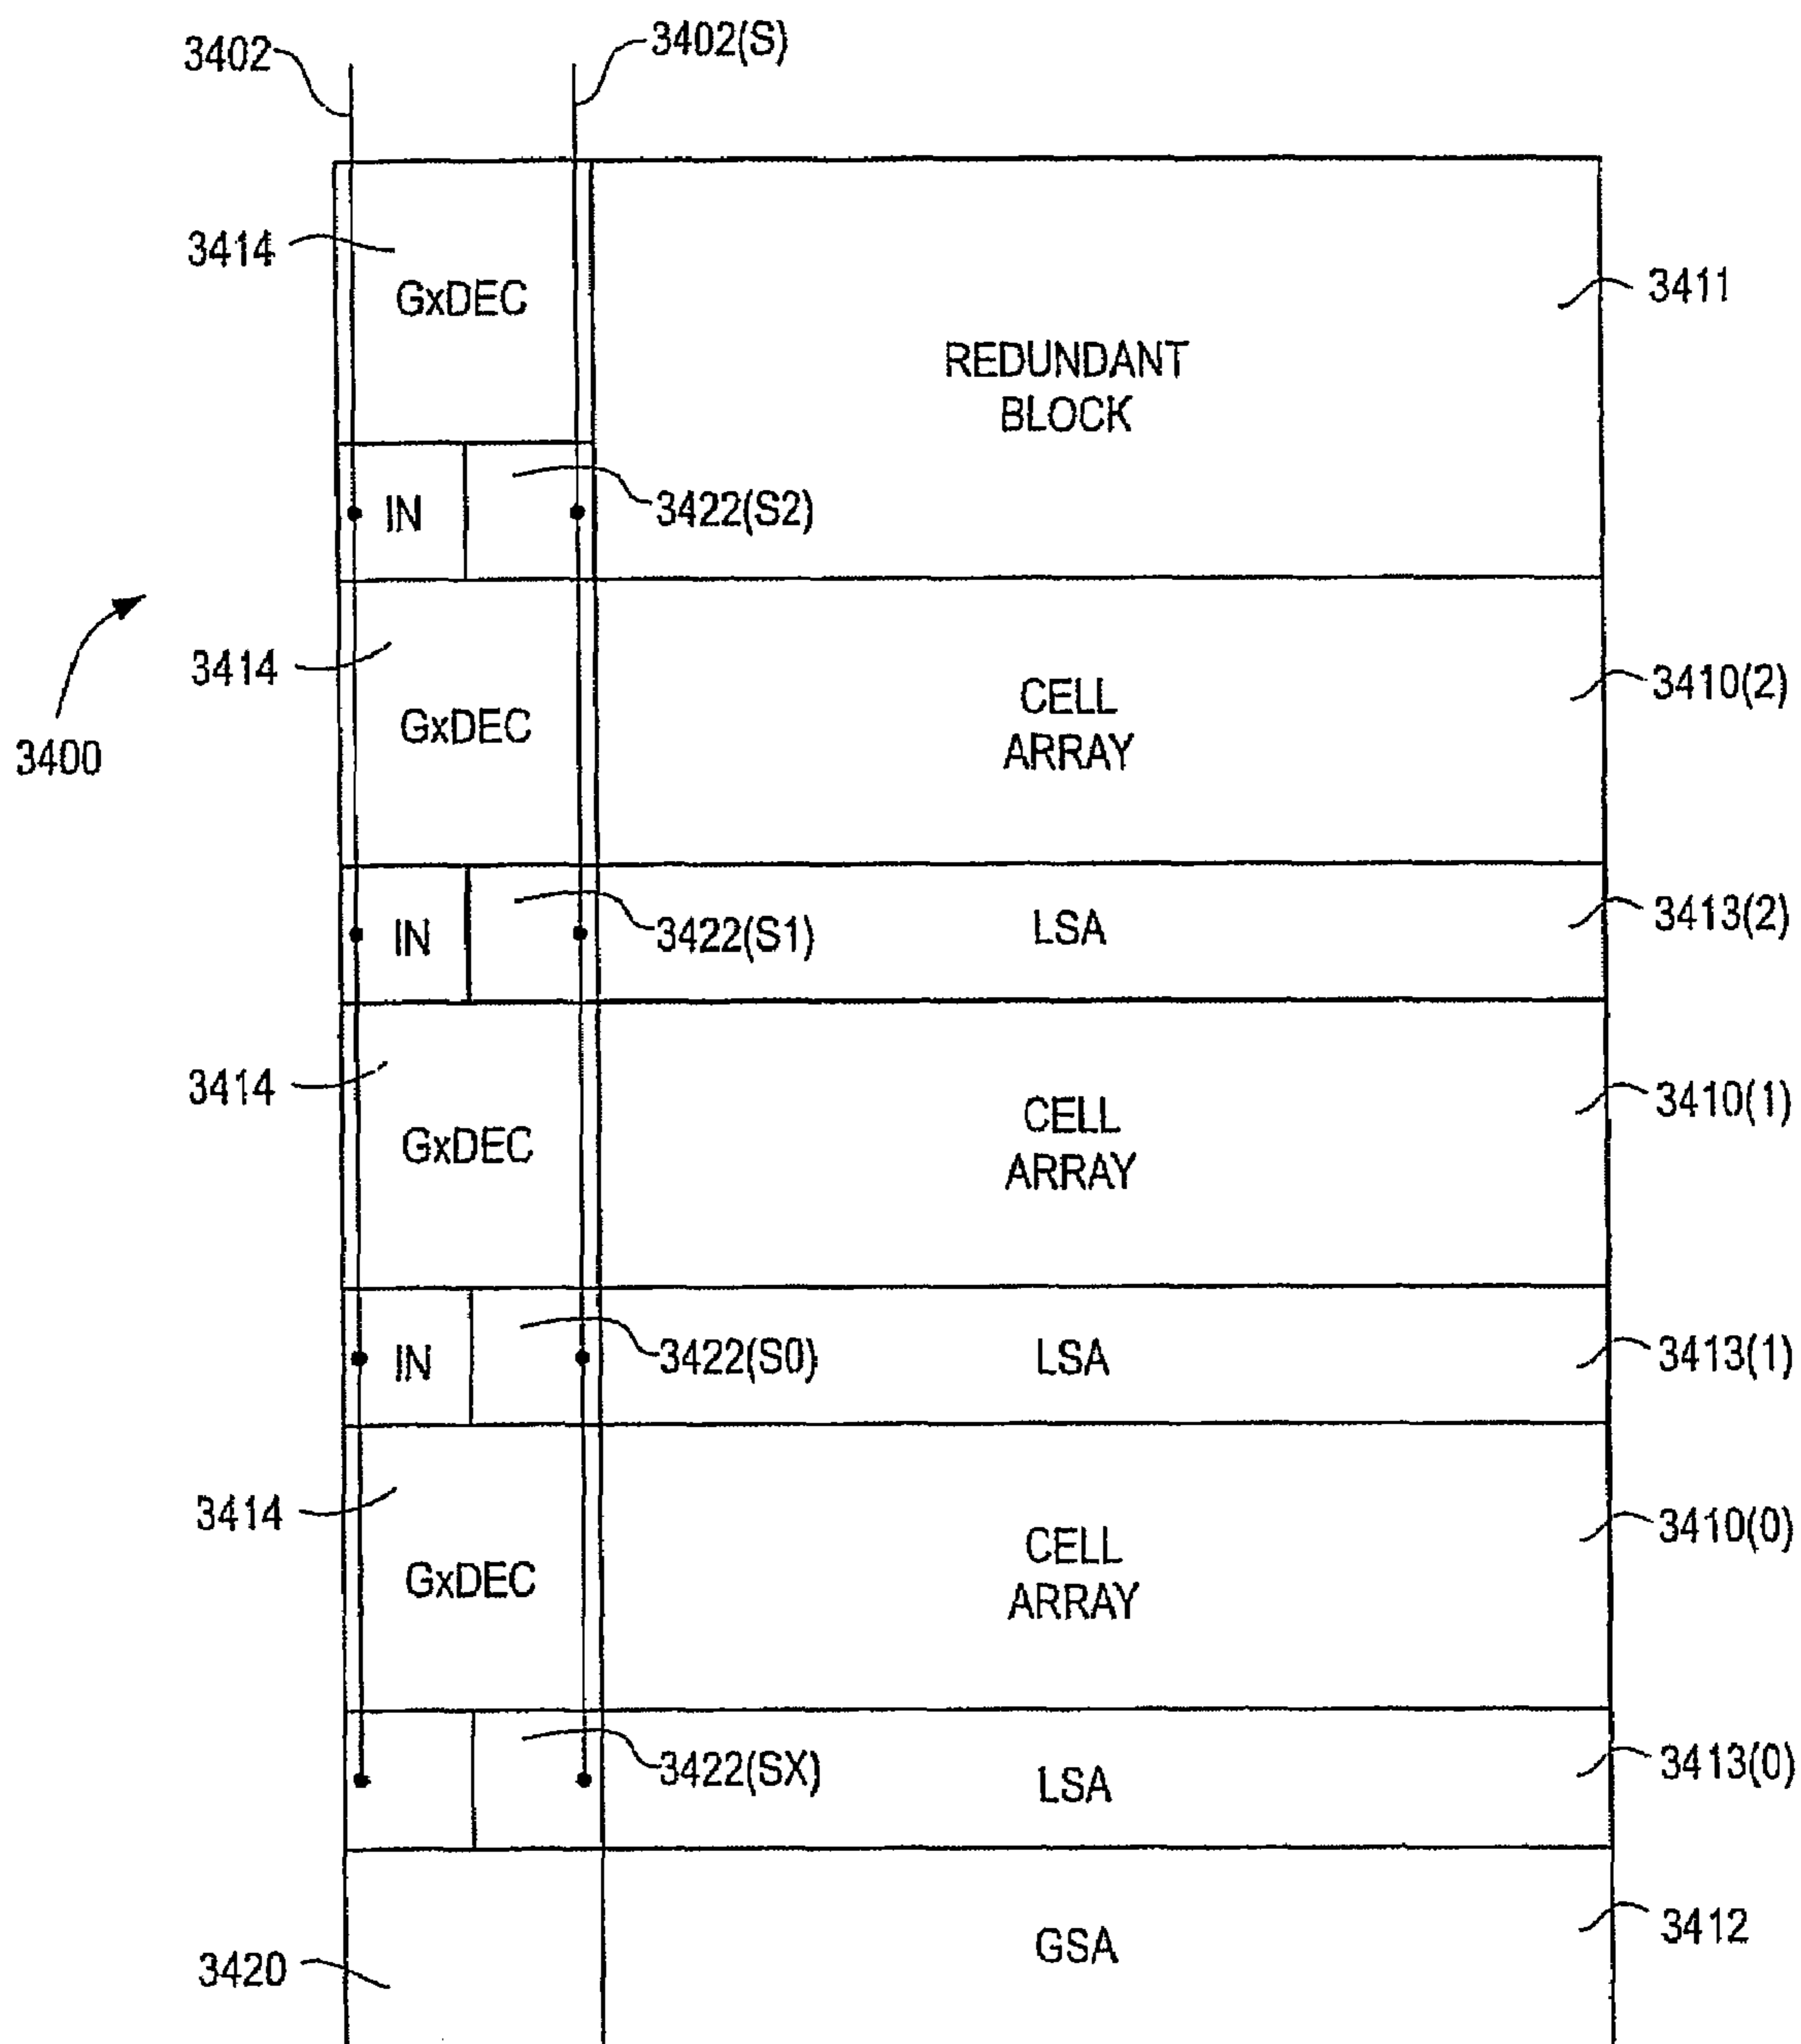 3402
3402(S)
3414
GxDEC
3411
REDUNDANT
BLOCK
IN
3422(S2)
3400
3414
GxDEC
CELL
ARRAY
3410(2)
IN
3422(S1)
LSA
3413(2)
3414
GxDEC
CELL
ARRAY
3410(1)
IN
3422(S0)
LSA
3413(1)
3414
GxDEC
CELL
ARRAY
3410(0)
3422(SX)
LSA
3413(0)
3420
GSA
3412